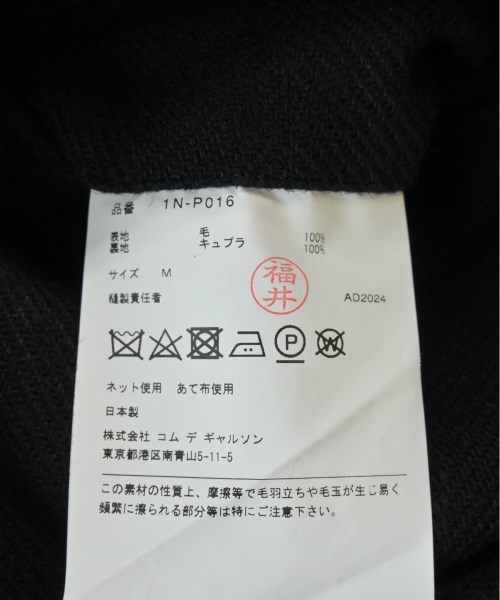 品番 1N-P016
表地 毛 100%
裏地 キュプラ 100%
サイズ M
福井
縫製責任者 AD2024
P W
ネット使用 あて布使用
日本製
株式会社 コム デ ギャルソン
東京都港区南青山5-11-5
この素材の性質上、摩擦等で毛羽立ちや毛玉が生じ易く
頻繁に擦られる部分等は特にご注意下さい。